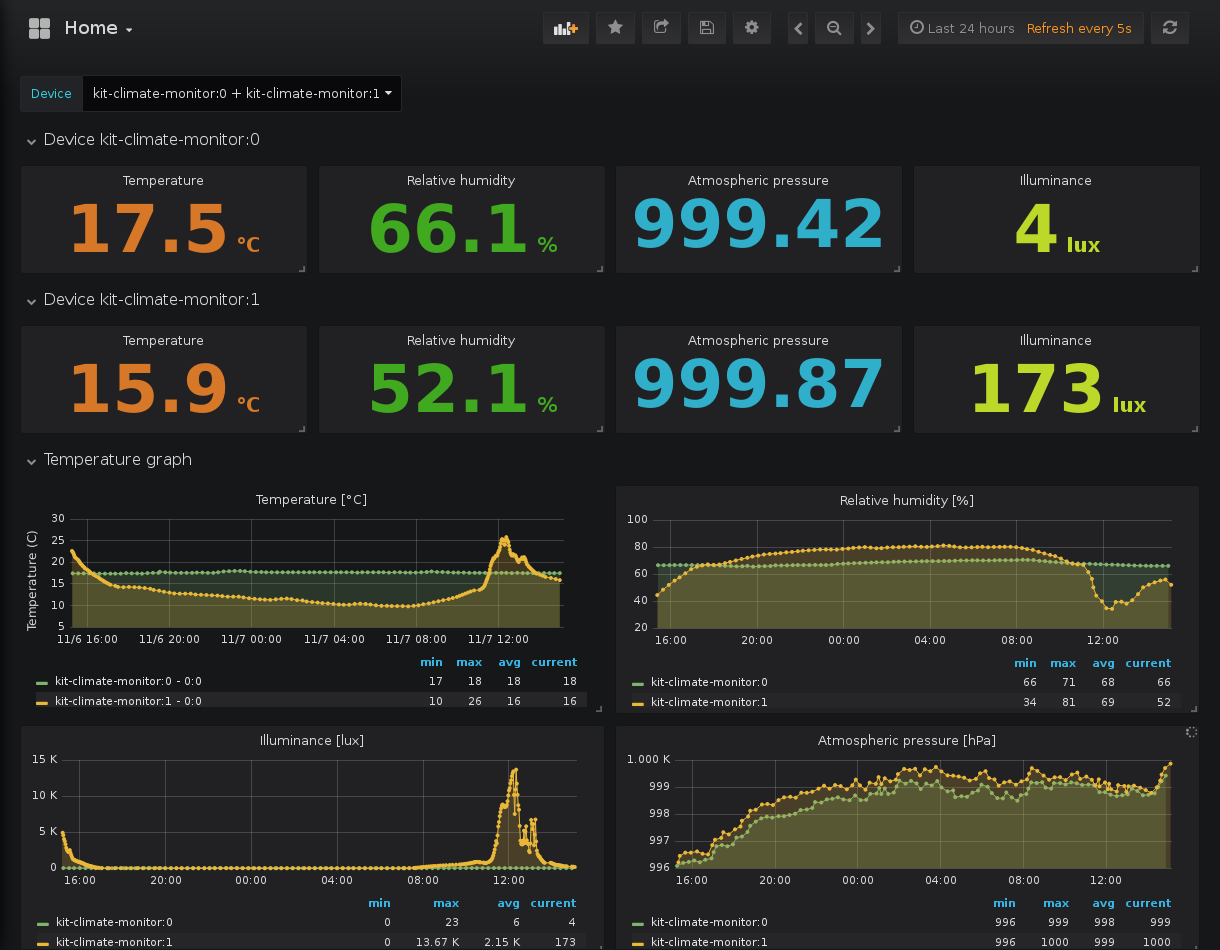 Home
Last 24 hours Refresh every 5s
Device kit-climate-monitor:0 + kit-climate-monitor:1
Device kit-climate-monitor:0
Temperature Relative humidity Atmospheric pressure Illuminance
17.5 °C 66.1 % 999.42 4 lux
Device kit-climate-monitor:1
Temperature Relative humidity Atmospheric pressure Illuminance
15.9 °C 52.1 % 999.87 173 lux
Temperature graph
Temperature [°C]
Temperature (C)
30
25
20
15
10
5
11/6 16:00 11/6 20:00 11/7 00:00 11/7 04:00 11/7 08:00 11/7 12:00
min max avg current
kit-climate-monitor:0 - 0:0 17 18 18 18
kit-climate-monitor:1 - 0:0 10 26 16 16
Relative humidity [%]
100
80
60
40
20
16:00 20:00 00:00 04:00 08:00 12:00
min max avg current
kit-climate-monitor:0 66 71 68 66
kit-climate-monitor:1 34 81 69 52
Illuminance [lux]
15 K
10 K
5 K
0
16:00 20:00 00:00 04:00 08:00 12:00
min max avg current
kit-climate-monitor:0 0 23 6 4
kit-climate-monitor:1 0 13.67 K 2.15 K 173
Atmospheric pressure [hPa]
1.000 K
999
998
997
996
16:00 20:00 00:00 04:00 08:00 12:00
min max avg current
kit-climate-monitor:0 996 999 998 999
kit-climate-monitor:1 996 1000 999 1000